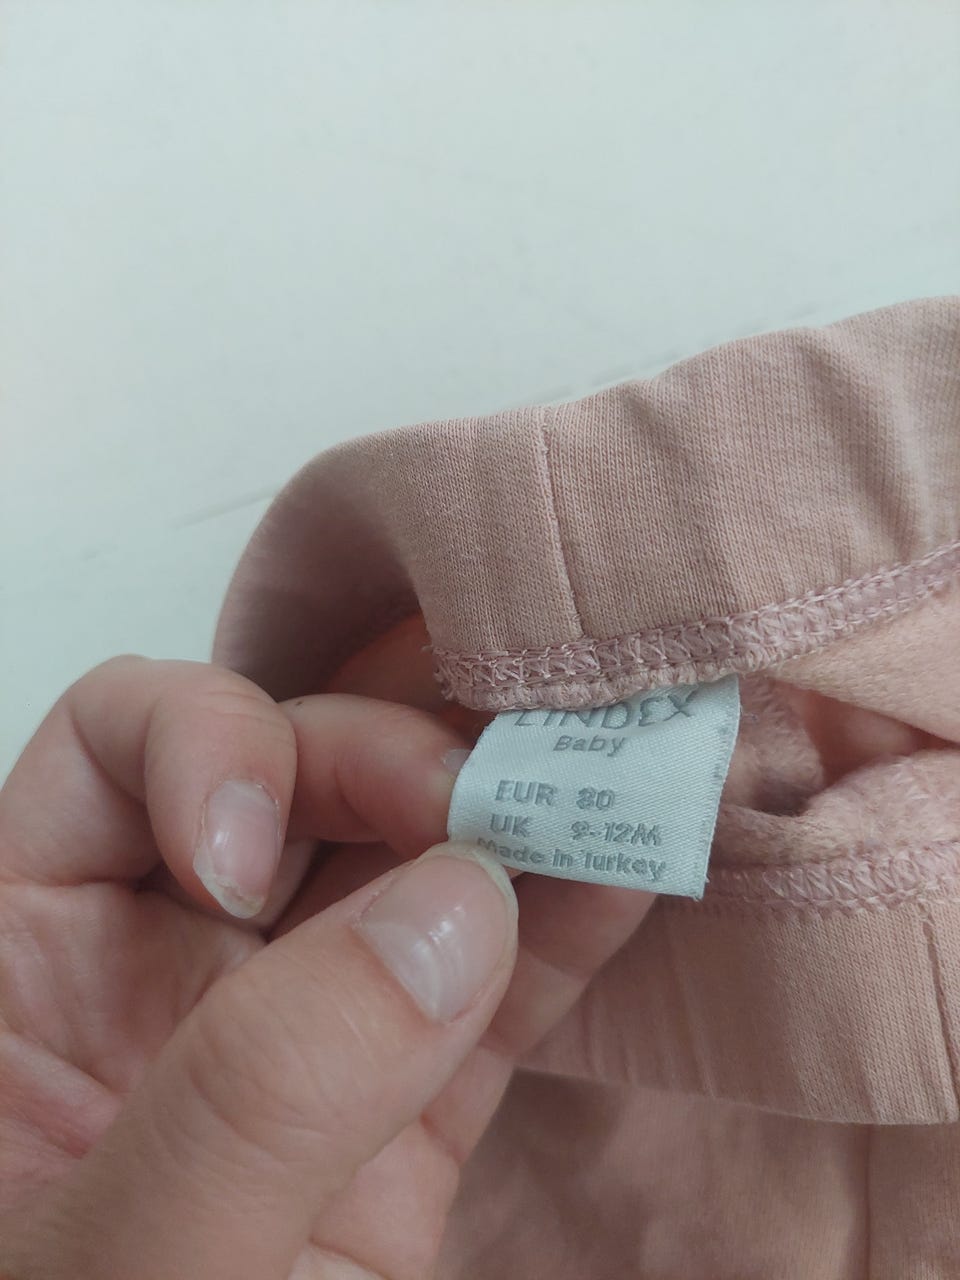 LINDEX
Baby
EUR 80
UK 9-12M
Made in Turkey